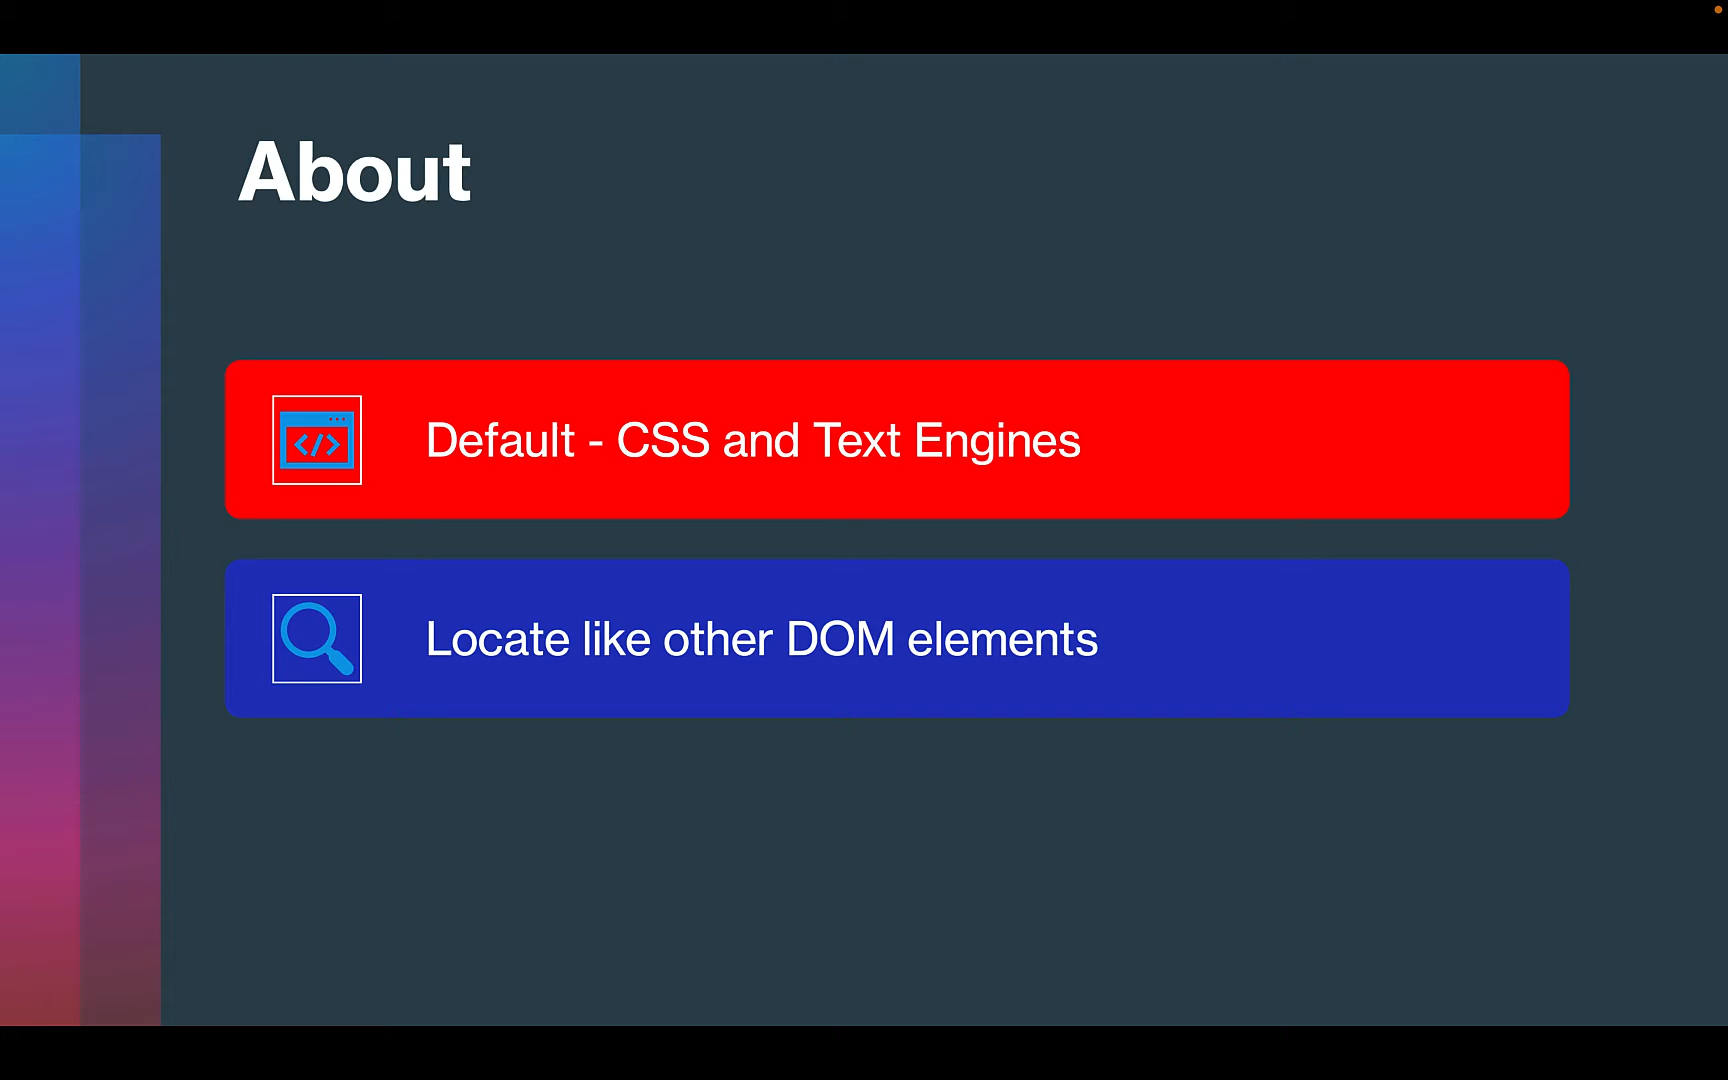 About
Default - CSS and Text Engines
Locate like other DOM elements